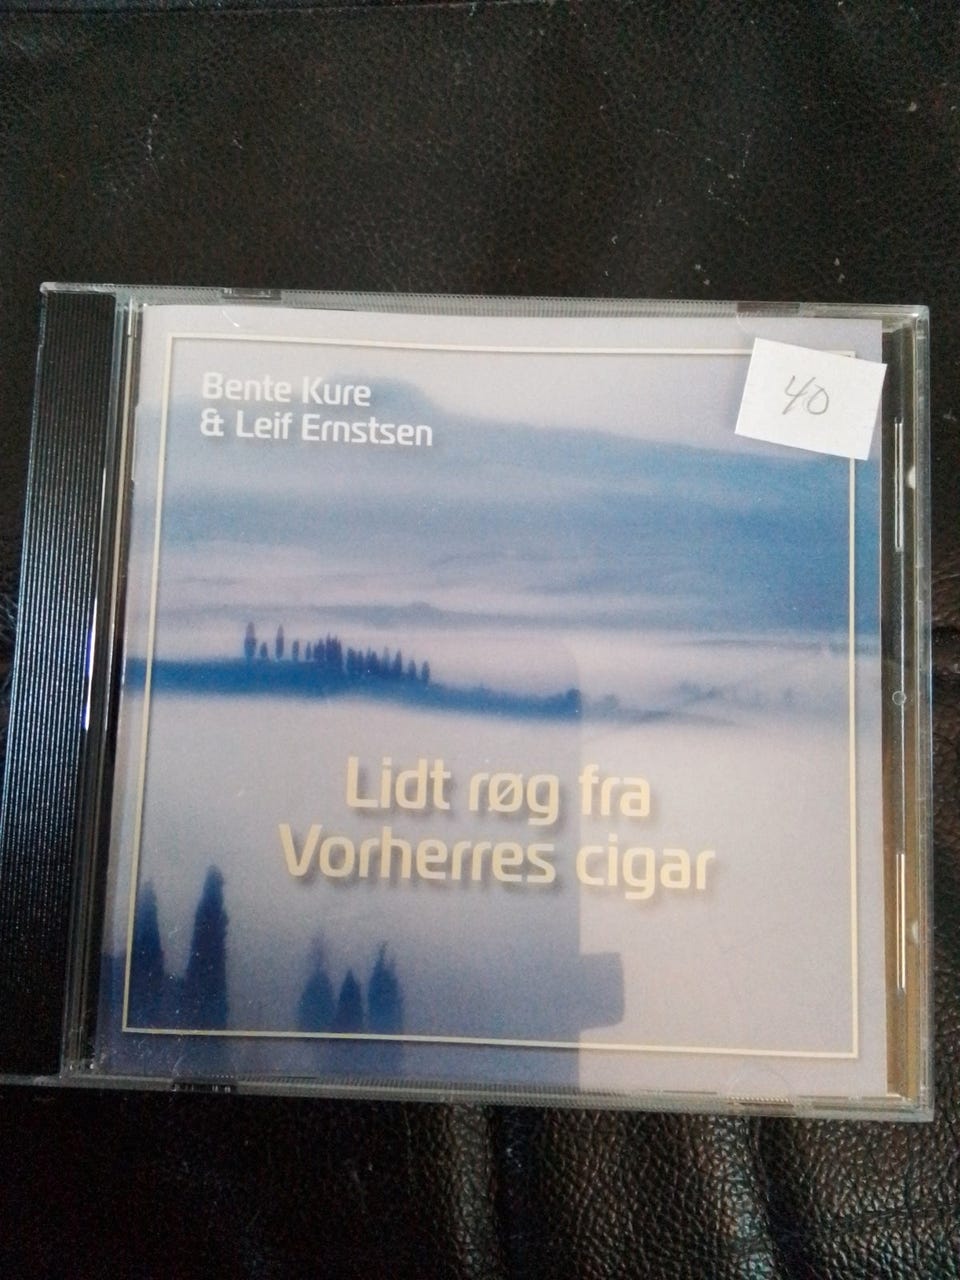 Bente Kure
& Leif Ernstsen
40
Lidt røg fra
Vorherres cigar